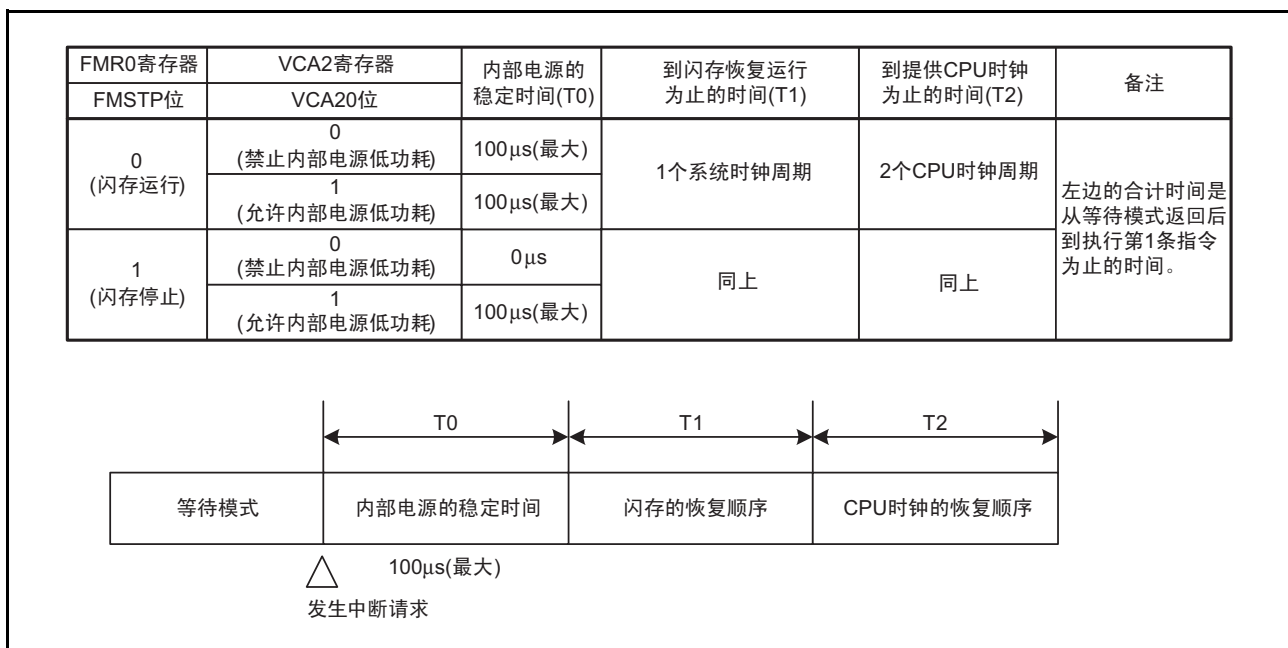 FMR0寄存器
VCA2寄存器
内部电源的
稳定时间(T0)
到闪存恢复运行
为止的时间(T1)
到提供CPU时钟
为止的时间(T2)
备注
FMSTP位
VCA20位
0
(闪存运行)
0
(禁止内部电源低功耗)
100μs(最大)
1个系统时钟周期
2个CPU时钟周期
左边的合计时间是
从等待模式返回后
到执行第1条指令
为止的时间。
1
(允许内部电源低功耗)
100μs(最大)
1
(闪存停止)
0
(禁止内部电源低功耗)
0μs
同上
同上
1
(允许内部电源低功耗)
100μs(最大)
T0
T1
T2
等待模式
内部电源的稳定时间
闪存的恢复顺序
CPU时钟的恢复顺序
100μs(最大)
发生中断请求